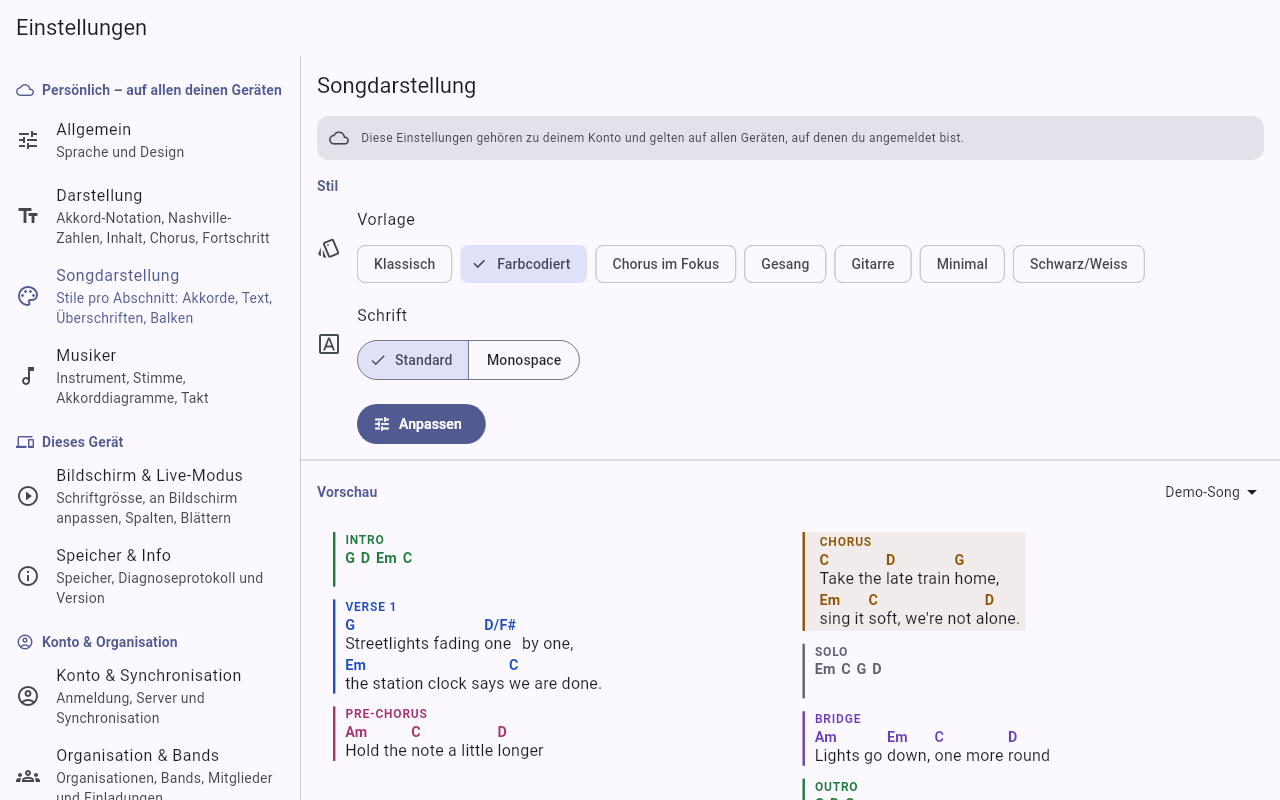 Einstellungen
Persönlich – auf allen deinen Geräten
Allgemein
Sprache und Design
Darstellung
Akkord-Notation, Nashville-
Zahlen, Inhalt, Chorus, Fortschritt
Songdarstellung
Stile pro Abschnitt: Akkorde, Text,
Überschriften, Balken
Musiker
Instrument, Stimme,
Akkorddiagramme, Takt
Dieses Gerät
Bildschirm & Live-Modus
Schriftgrösse, an Bildschirm
anpassen, Spalten, Blättern
Speicher & Info
Speicher, Diagnoseprotokoll und
Version
Konto & Organisation
Konto & Synchronisation
Anmeldung, Server und
Synchronisation
Organisation & Bands
Organisationen, Bands, Mitglieder
und Einladungen
Songdarstellung
Diese Einstellungen gehören zu deinem Konto und gelten auf allen Geräten, auf denen du angemeldet bist.
Stil
Vorlage
Klassisch Farbcodiert Chorus im Fokus Gesang Gitarre Minimal Schwarz/Weiss
Schrift
Standard Monospace
Anpassen
Vorschau Demo-Song
INTRO
G D Em C
VERSE 1
G D/F#
Streetlights fading one by one,
Em C
the station clock says we are done.
PRE-CHORUS
Am C D
Hold the note a little longer
CHORUS
C D G
Take the late train home,
Em C D
sing it soft, we're not alone.
SOLO
Em C G D
BRIDGE
Am Em C D
Lights go down, one more round
OUTRO